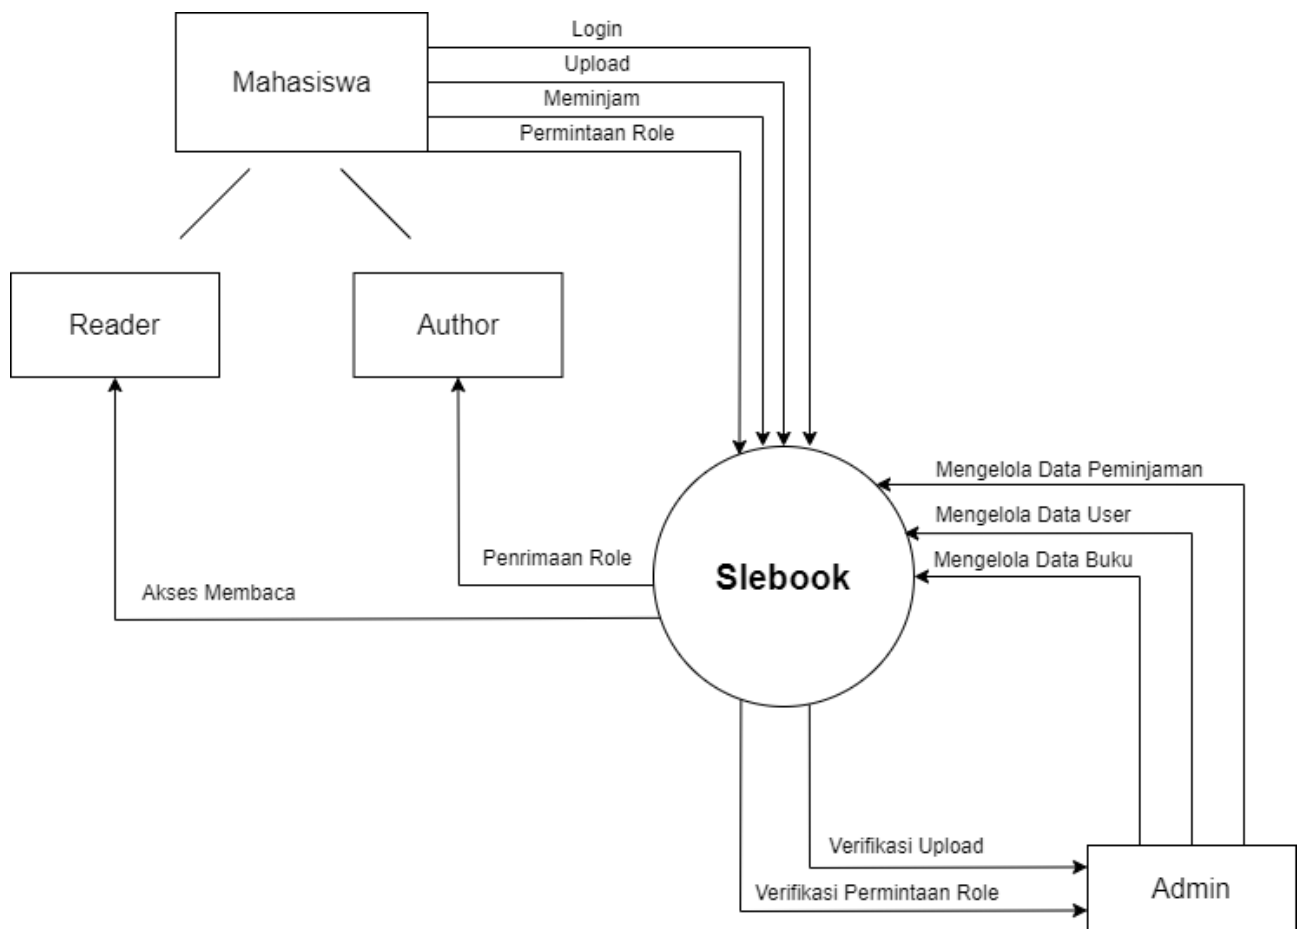 Login
Upload
Mahasiswa
Meminjam
Permintaan Role
Reader
Author
Mengelola Data Peminjaman
Mengelola Data User
Penrimaan Role
Mengelola Data Buku
Slebook
Akses Membaca
Verifikasi Upload
Verifikasi Permintaan Role
Admin